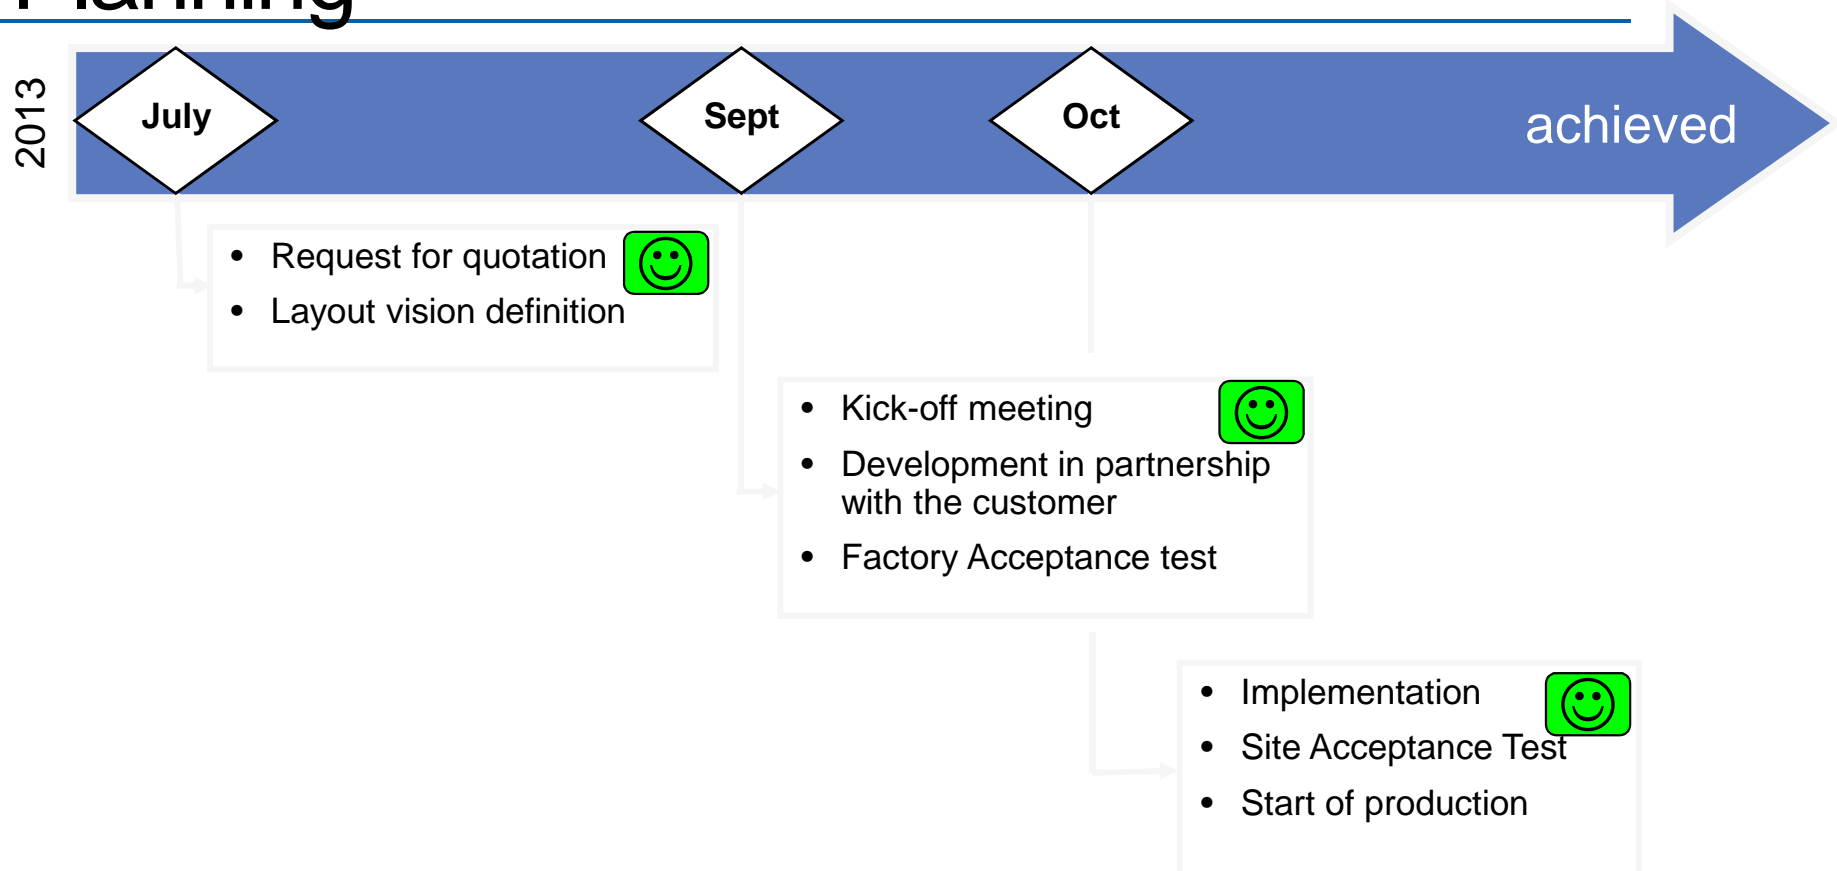 Planning
2013
July
Sept
Oct
achieved
• Request for quotation
• Layout vision definition
• Kick-off meeting
• Development in partnership
with the customer
• Factory Acceptance test
• Implementation
• Site Acceptance Test
• Start of production